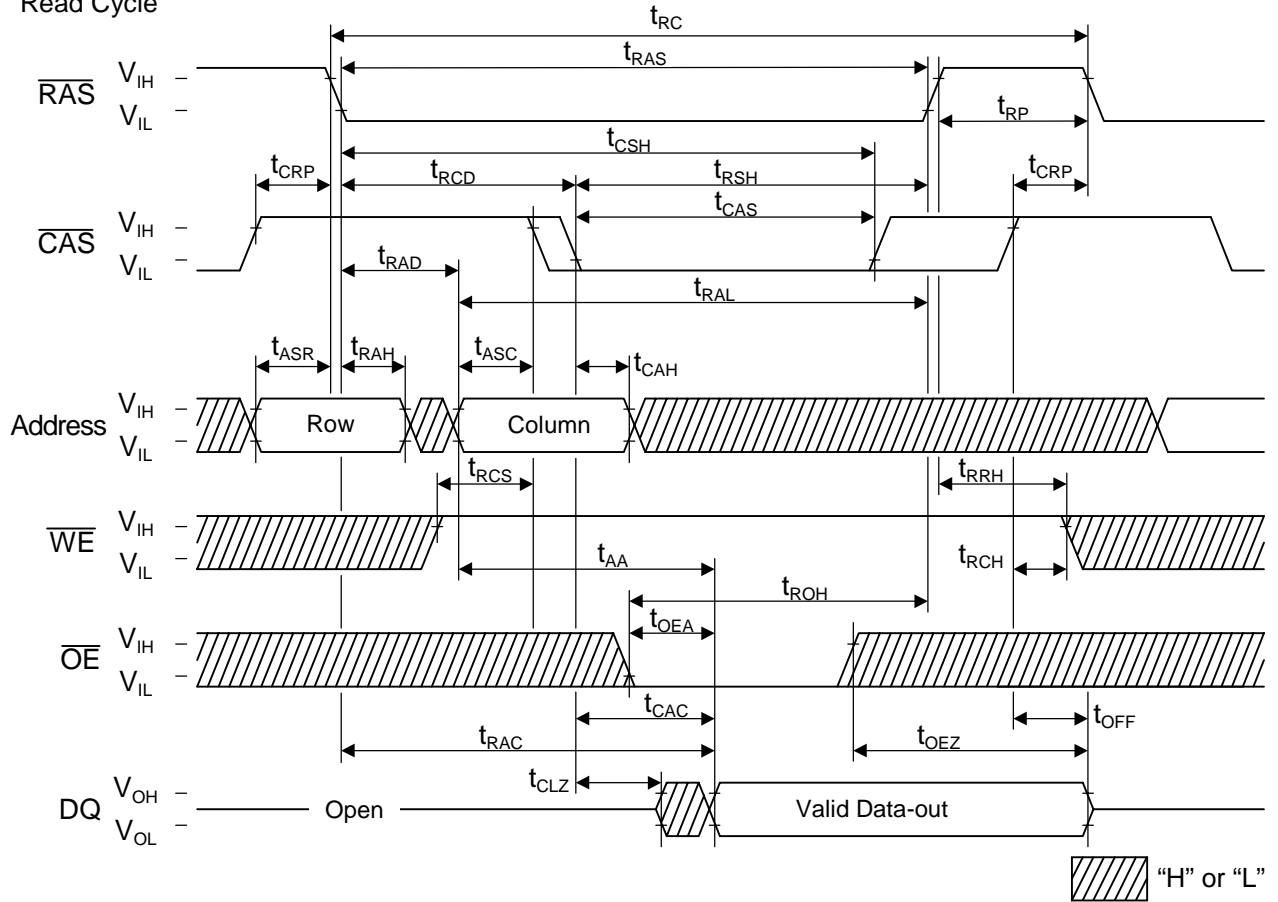 Read Cycle
tRC
tRAS
RAS
VIH
VIL
tRP
tCSH
tCRP
tRCD
tRSH
tCRP
tCAS
CAS
VIH
VIL
tRAD
tRAL
tASR
tRAH
tASC
tCAH
Address
VIH
VIL
Row
Column
tRCS
tRRH
WE
VIH
VIL
tAA
tRCH
tROH
tOEA
OE
VIH
VIL
tCAC
tOFF
tRAC
tOEZ
tCLZ
DQ
VOH
VOL
Open
Valid Data-out
“H” or “L”